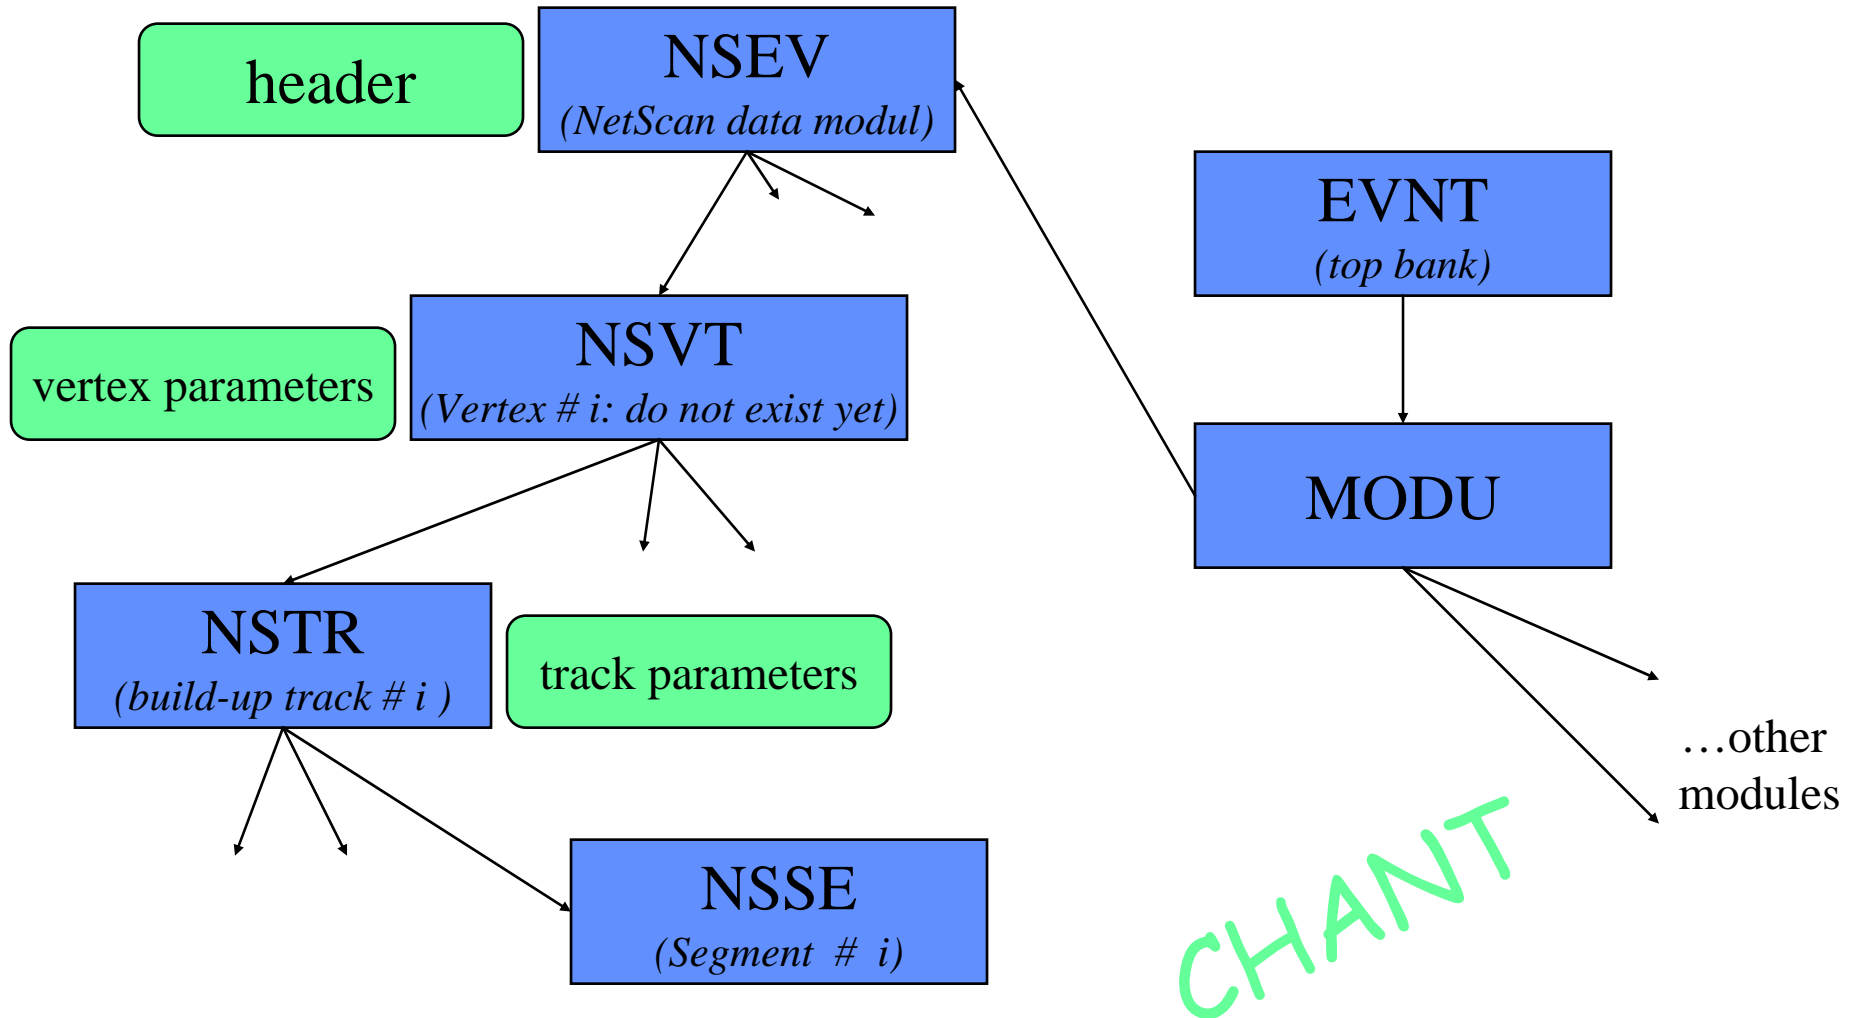 header
NSEV
(NetScan data modul)
EVNT
(top bank)
NSVT
(Vertex # i: do not exist yet)
vertex parameters
MODU
NSTR
(build-up track # i )
track parameters
…other
modules
NSSE
(Segment # i)
CHANT